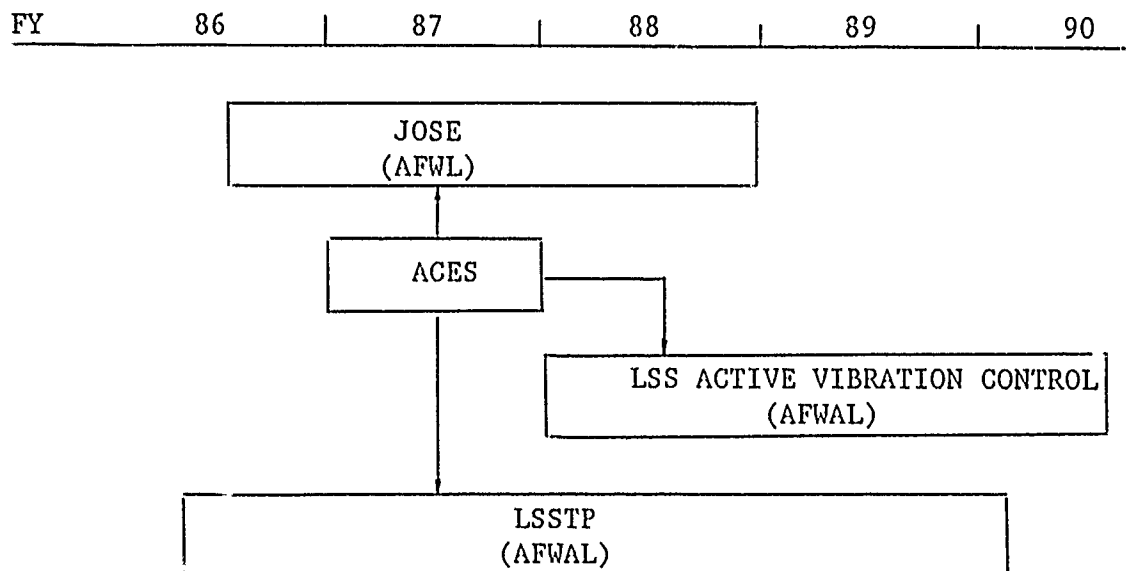 FY 86 | 87 | 88 | 89 | 90
JOSE
(AFWL)
ACES
LSS ACTIVE VIBRATION CONTROL
(AFWAL)
LSSTP
(AFWAL)